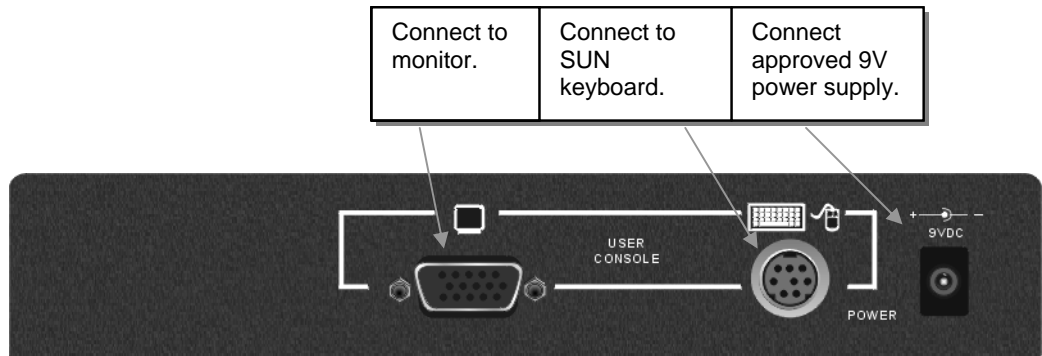 Connect to
monitor.
Connect to
SUN
keyboard.
Connect
approved 9V
power supply.
+ -
9VDC
USER
CONSOLE
POWER